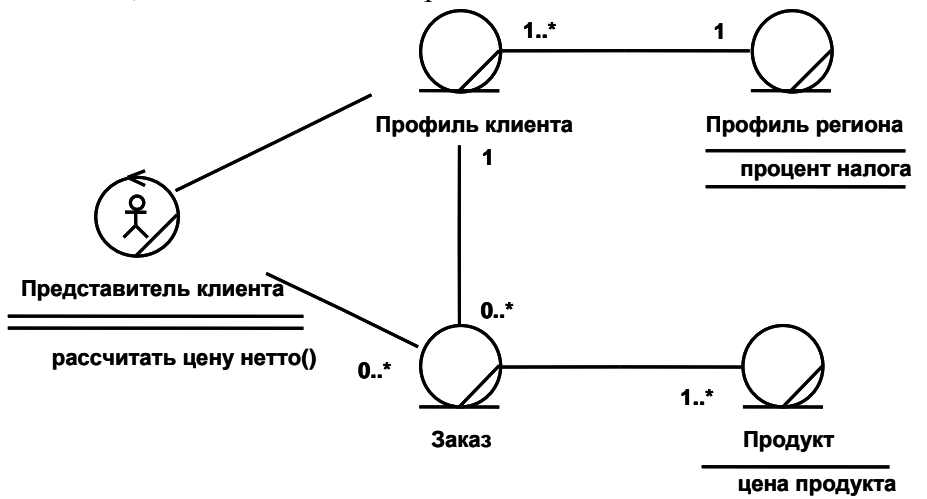 1..*
1
Профиль клиента
Профиль региона
1
процент налога
Представитель клиента
0..*
рассчитать цену нетто()
0..*
1..*
Заказ
Продукт
цена продукта